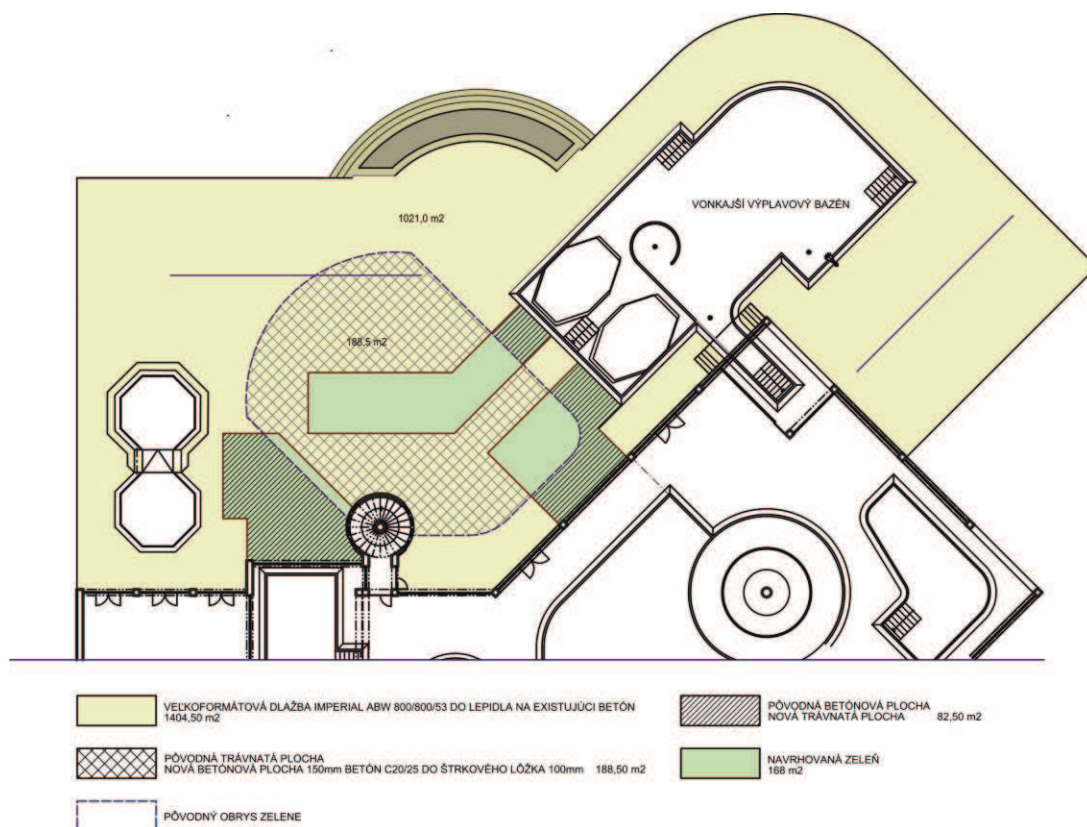 1021,0 m2
VONKAJŠÍ VÝPLAVOVÝ BAZÉN
188,5 m2
VEĽKOFORMÁTOVÁ DLAŽBA IMPERIAL ABW 800/800/53 DO LEPIDLA NA EXISTUJÚCI BETÓN
1404,50 m2
PÔVODNÁ TRÁVNATÁ PLOCHA
NOVÁ BETÓNOVÁ PLOCHA 150mm BETÓN C20/25 DO ŠTRKOVÉHO LÔŽKA 100mm 188,50 m2
PÔVODNÝ OBRYS ZELENE
PÔVODNÁ BETÓNOVÁ PLOCHA
NOVÁ TRÁVNATÁ PLOCHA 82,50 m2
NAVRHOVANÁ ZELEŇ
168 m2